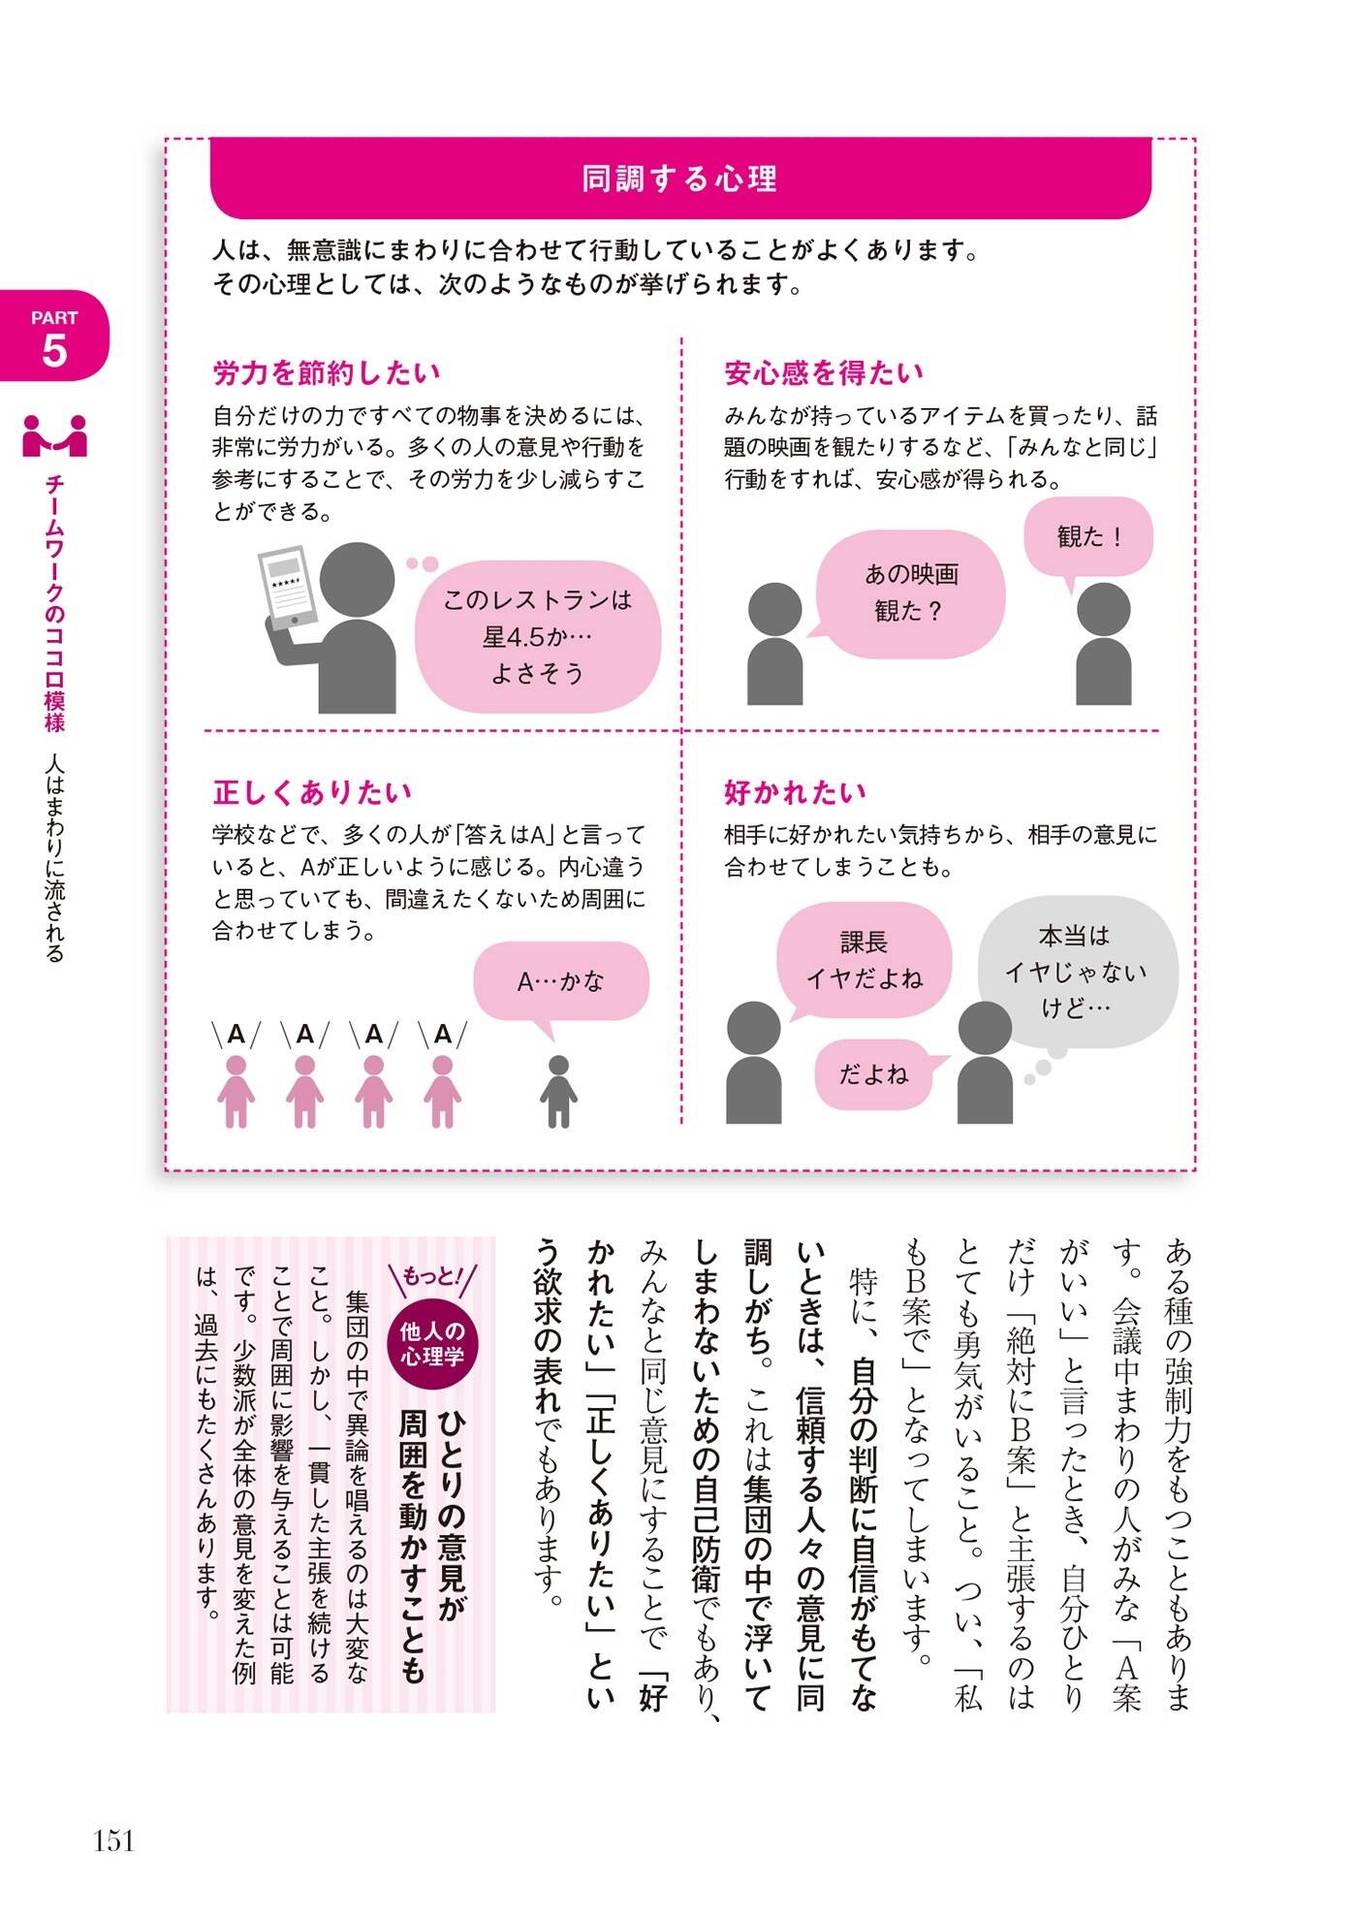 同調する心理
人は、無意識にまわりに合わせて行動していることがよくあります。
その心理としては、次のようなものが挙げられます。
労力を節約したい
自分だけの力ですべての物事を決めるには、
非常に労力がいる。多くの人の意見や行動を
参考にすることで、その労力を少し減らすこ
とができる。
★★★★
このレストランは
星4.5か…
よさそう
安心感を得たい
みんなが持っているアイテムを買ったり、話
題の映画を観たりするなど、「みんなと同じ」
行動をすれば、安心感が得られる。
あの映画
観た？
観た！
正しくありたい
学校などで、多くの人が「答えはA」と言って
いると、Aが正しいように感じる。内心違う
と思っていても、間違えたくないため周囲に
合わせてしまう。
A A A A
A…かな
好かれたい
相手に好かれたい気持ちから、相手の意見に
合わせてしまうことも。
課長
イヤだよね
だよね
本当は
イヤじゃない
けど…
PART
5
チームワークのココロ模様 人はまわりに流される
ある種の強制力をもつこともありま
す。会議中まわりの人がみな「A案
がいい」と言ったとき、自分ひとり
だけ「絶対にB案」と主張するのは
とても勇気がいること。つい、「私
もB案で」となってしまいます。
特に、自分の判断に自信がもてな
いときは、信頼する人々の意見に同
調しがち。これは集団の中で浮いて
しまわないための自己防衛でもあり、
みんなと同じ意見にすることで「好
かれたい」「正しくありたい」とい
う欲求の表れでもあります。
もっと!
他人の
心理学
ひとりの意見が
周囲を動かすことも
集団の中で異論を唱えるのは大変な
こと。しかし、一貫した主張を続ける
ことで周囲に影響を与えることは可能
です。少数派が全体の意見を変えた例
は、過去にもたくさんあります。
151